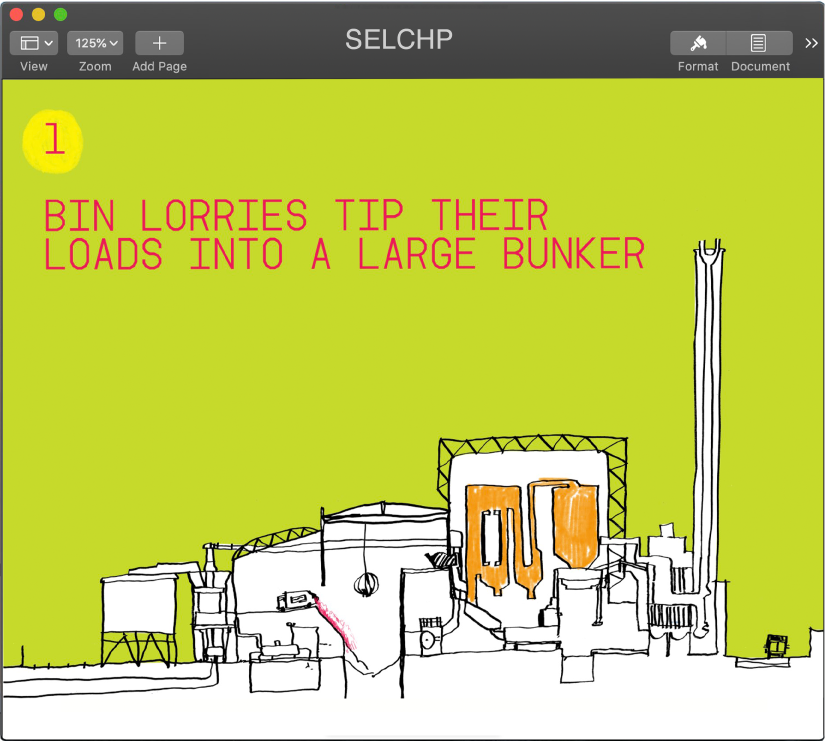 SELCHP
125%
View
Zoom
Add Page
Format
Document
1
BIN LORRIES TIP THEIR
LOADS INTO A LARGE BUNKER